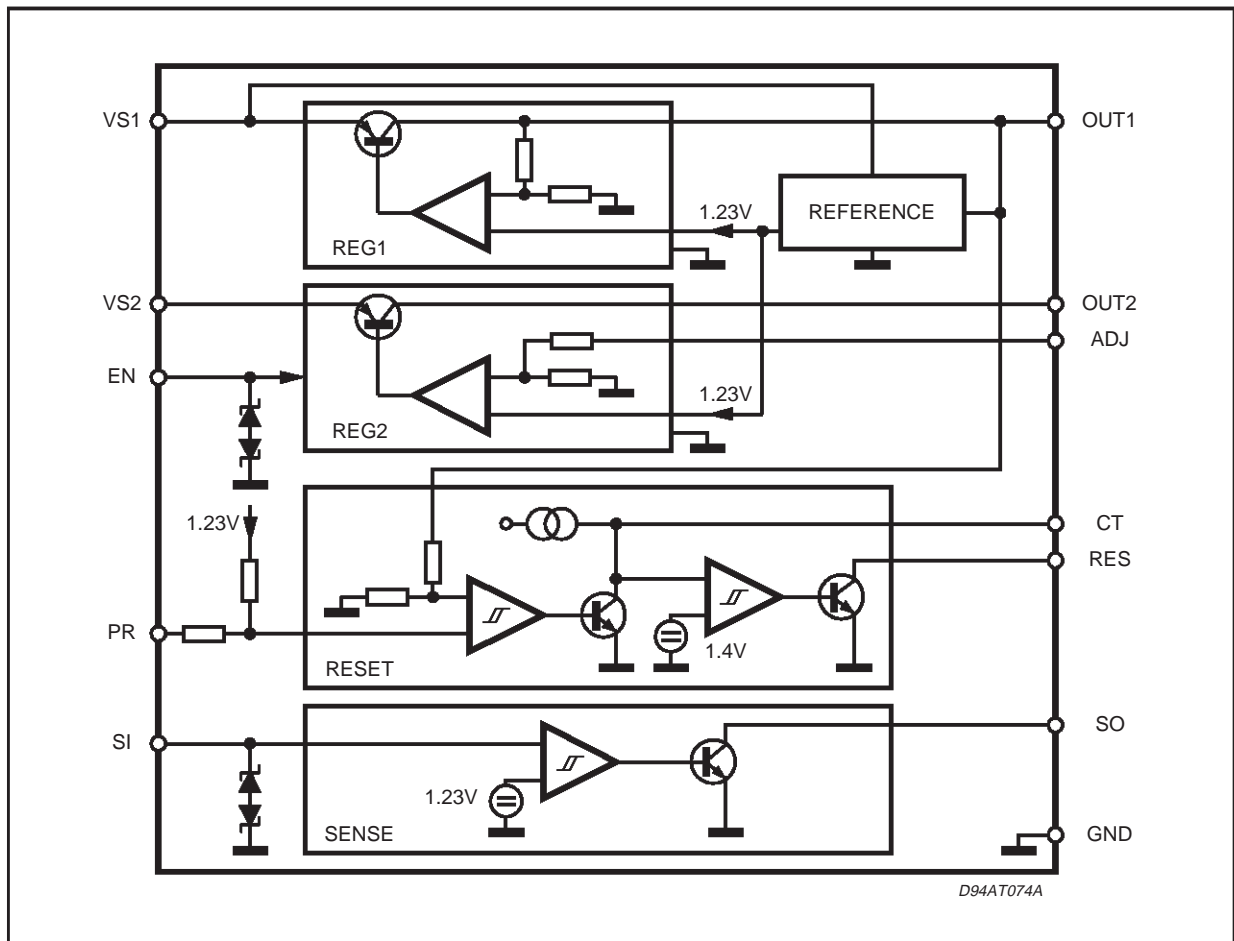 VS1
OUT1
1.23V
REFERENCE
REG1
VS2
OUT2
ADJ
EN
1.23V
REG2
1.23V
CT
RES
PR
1.4V
RESET
SI
SO
1.23V
SENSE
GND
D94AT074A